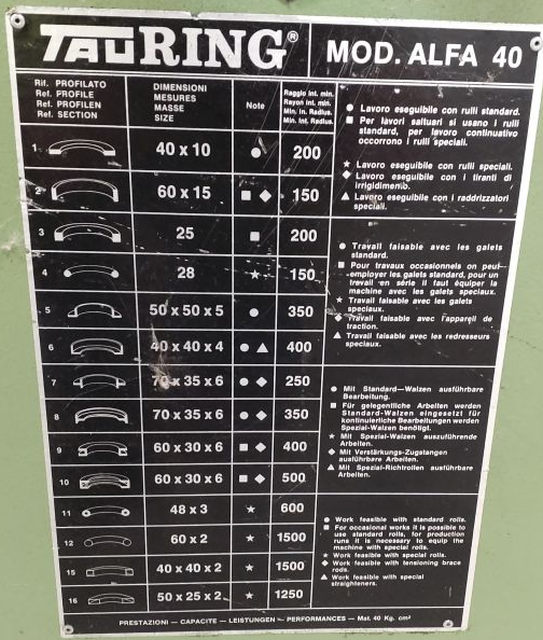 TAURING®
MOD. ALFA 40
Rif. PROFILATO
Ref. PROFILE
Ref. PROFILEN
Ref. SECTION
DIMENSIONI
MESURES
MASSE
SIZE
Note
Raggio int. min.
Rayon int. min.
Min. in. Radius.
Min. int. Radius.
1 40 x 10 ● 200
2 60 x 15 ■ ◆ 150
3 25 ■ 200
4 28 ★ 150
5 50 x 50 x 5 ● 350
6 40 x 40 x 4 ● ▲ 400
7 70 x 35 x 6 ● ◆ 250
8 70 x 35 x 6 ● ◆ 350
9 60 x 30 x 6 ■ ◆ 400
10 60 x 30 x 6 ■ ◆ 500
11 48 x 3 ★ 600
12 60 x 2 ★ 1500
15 40 x 40 x 2 ★ 1500
16 50 x 25 x 2 ★ 1250
● Lavoro eseguibile con rulli standard.
■ Per lavori saltuari si usano i rulli
standard, per lavoro continuativo
occorrono i rulli speciali.
★ Lavoro eseguibile con rulli speciali.
◆ Lavoro eseguibile con i tiranti di
irrigidimento.
▲ Lavoro eseguibile con i raddrizzatori
speciali.
● Travail faisable avec les galets
standard.
■ Pour travaux occasionnels on peut
employer les galets standard, pour un
travail en série il faut équiper la
machine avec les galets speciaux.
★ Travail faisable avec les galets
speciaux.
◆ Travail faisable avec l'appareil de
traction.
▲ Travail faisable avec les redresseurs
speciaux.
● Mit Standard—Walzen ausführbare
Bearbeitung.
■ Für gelegentliche Arbeiten werden
Standard-Walzen eingesetzt für
kontinuierliche Bearbeitungen werden
Spezial-Walzen benötigt.
★ Mit Spezial-Walzen auszuführende
Arbeiten.
◆ Mit Verstärkungs-Zugstangen
ausführbare Arbeiten.
▲ Mit Spezial-Richtrollen ausführbare
Arbeiten.
● Work feasible with standard rolls.
■ For occasional works it is possible to
use standard rolls, for production
runs it is necessary to equip the
machine with special rolls.
★ Work feasible with special rolls.
◆ Work feasible with tensioning brace
rods.
▲ Work feasible with special
straighteners.
PRESTAZIONI — CAPACITE — LEISTUNGEN — PERFORMANCES — Mat. 40 Kg. cm²